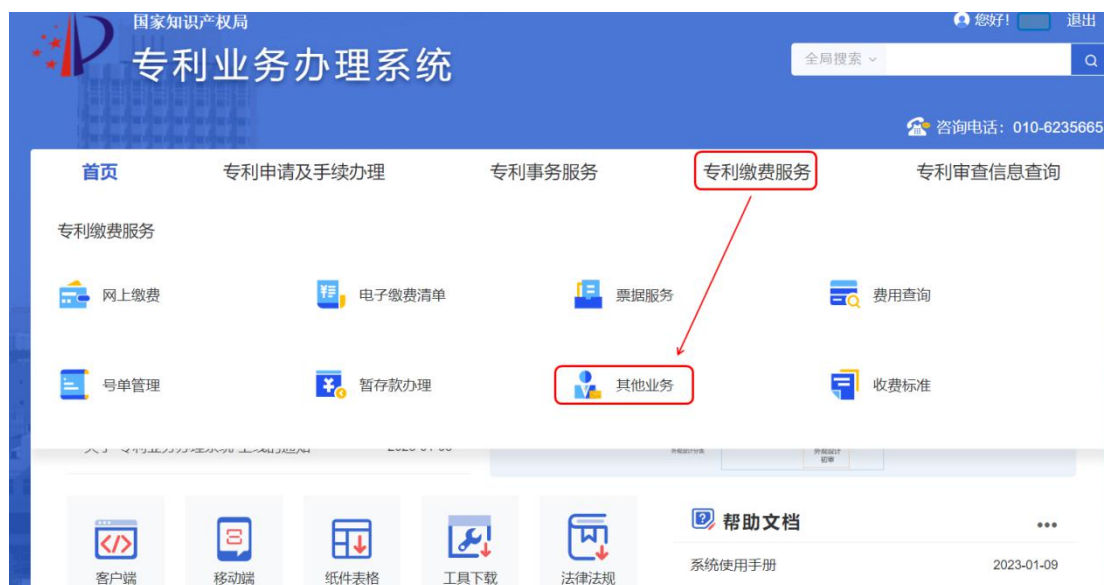 国家知识产权局
专利业务办理系统
您好! 退出
全局搜索
咨询电话：010-6235665
首页 专利申请及手续办理 专利事务服务 专利缴费服务 专利审查信息查询
专利缴费服务
网上缴费 电子缴费清单 票据服务 费用查询
号单管理 暂存款办理 其他业务 收费标准
外观设计
初审
帮助文档
系统使用手册 2023-01-09
客户端 移动端 纸件表格 工具下载 法律法规